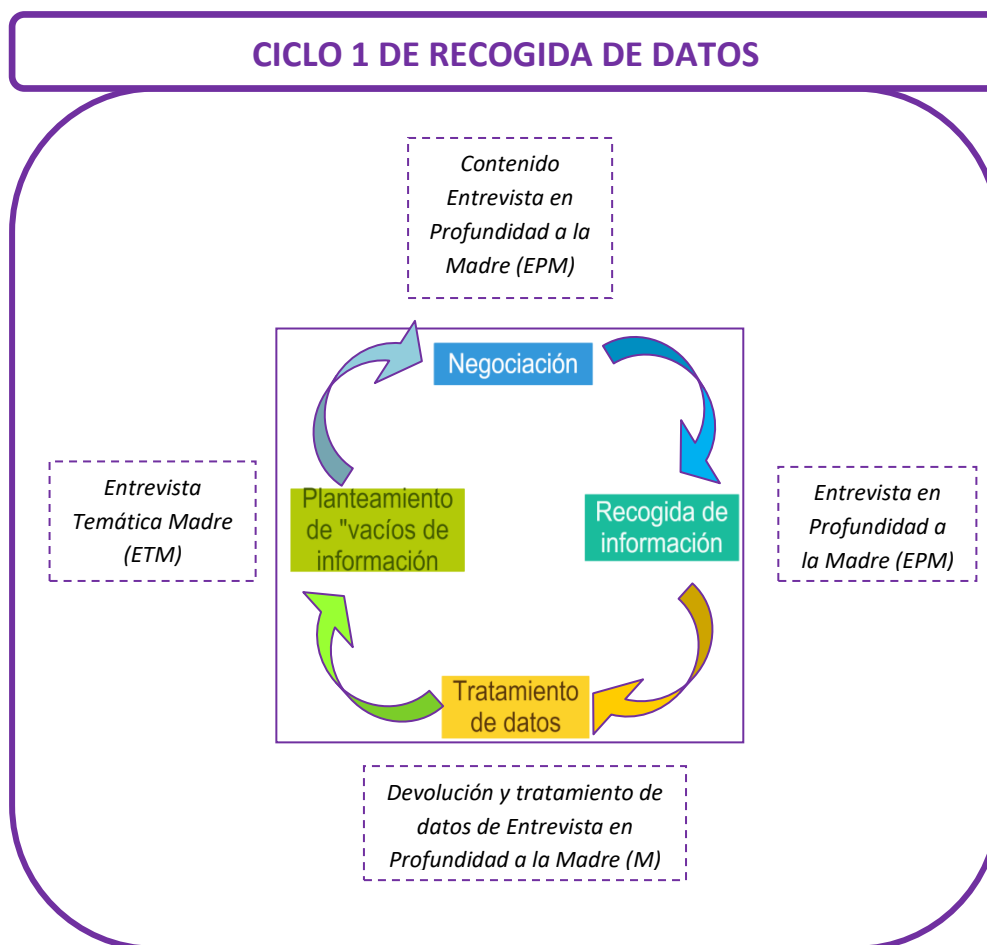 CICLO 1 DE RECOGIDA DE DATOS
Contenido
Entrevista en
Profundidad a la
Madre (EPM)
Negociación
Entrevista
Temática Madre
(ETM)
Planteamiento
de "vacíos de
información
Recogida de
información
Entrevista en
Profundidad a
la Madre (EPM)
Tratamiento
de datos
Devolución y tratamiento de
datos de Entrevista en
Profundidad a la Madre (M)